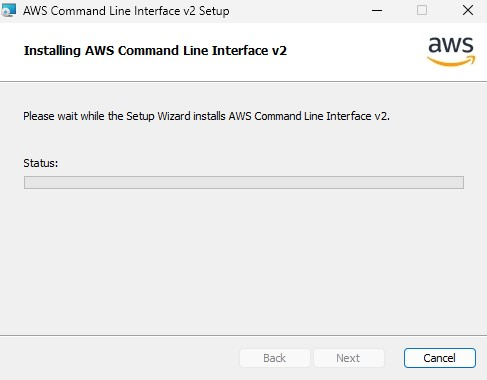 AWS Command Line Interface v2 Setup
Installing AWS Command Line Interface v2
aws
Please wait while the Setup Wizard installs AWS Command Line Interface v2.
Status:
Back
Next
Cancel